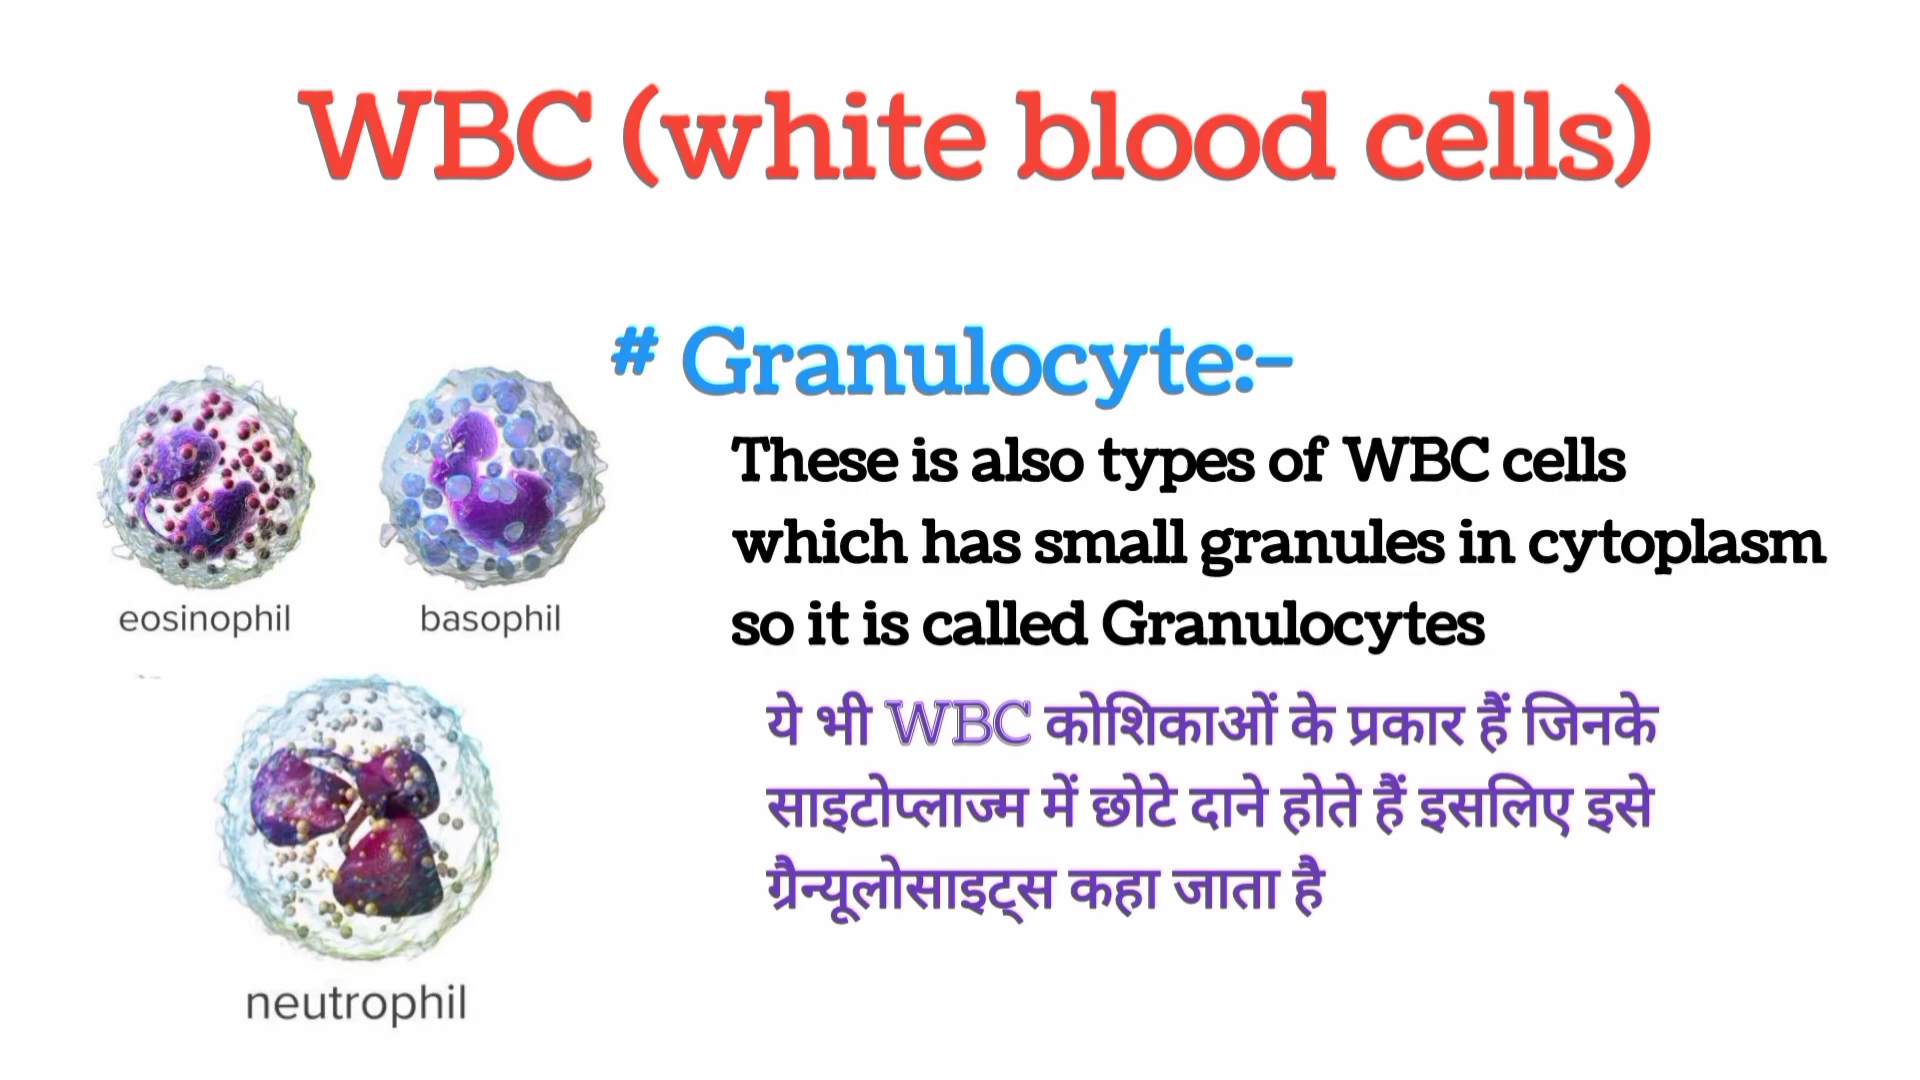 WBC (white blood cells)
# Granulocyte:-
These is also types of WBC cells
which has small granules in cytoplasm
so it is called Granulocytes
ये भी WBC कोशिकाओं के प्रकार हैं जिनके
साइटोप्लाज्म में छोटे दाने होते हैं इसलिए इसे
ग्रैन्यूलोसाइट्स कहा जाता है
eosinophil
basophil
neutrophil